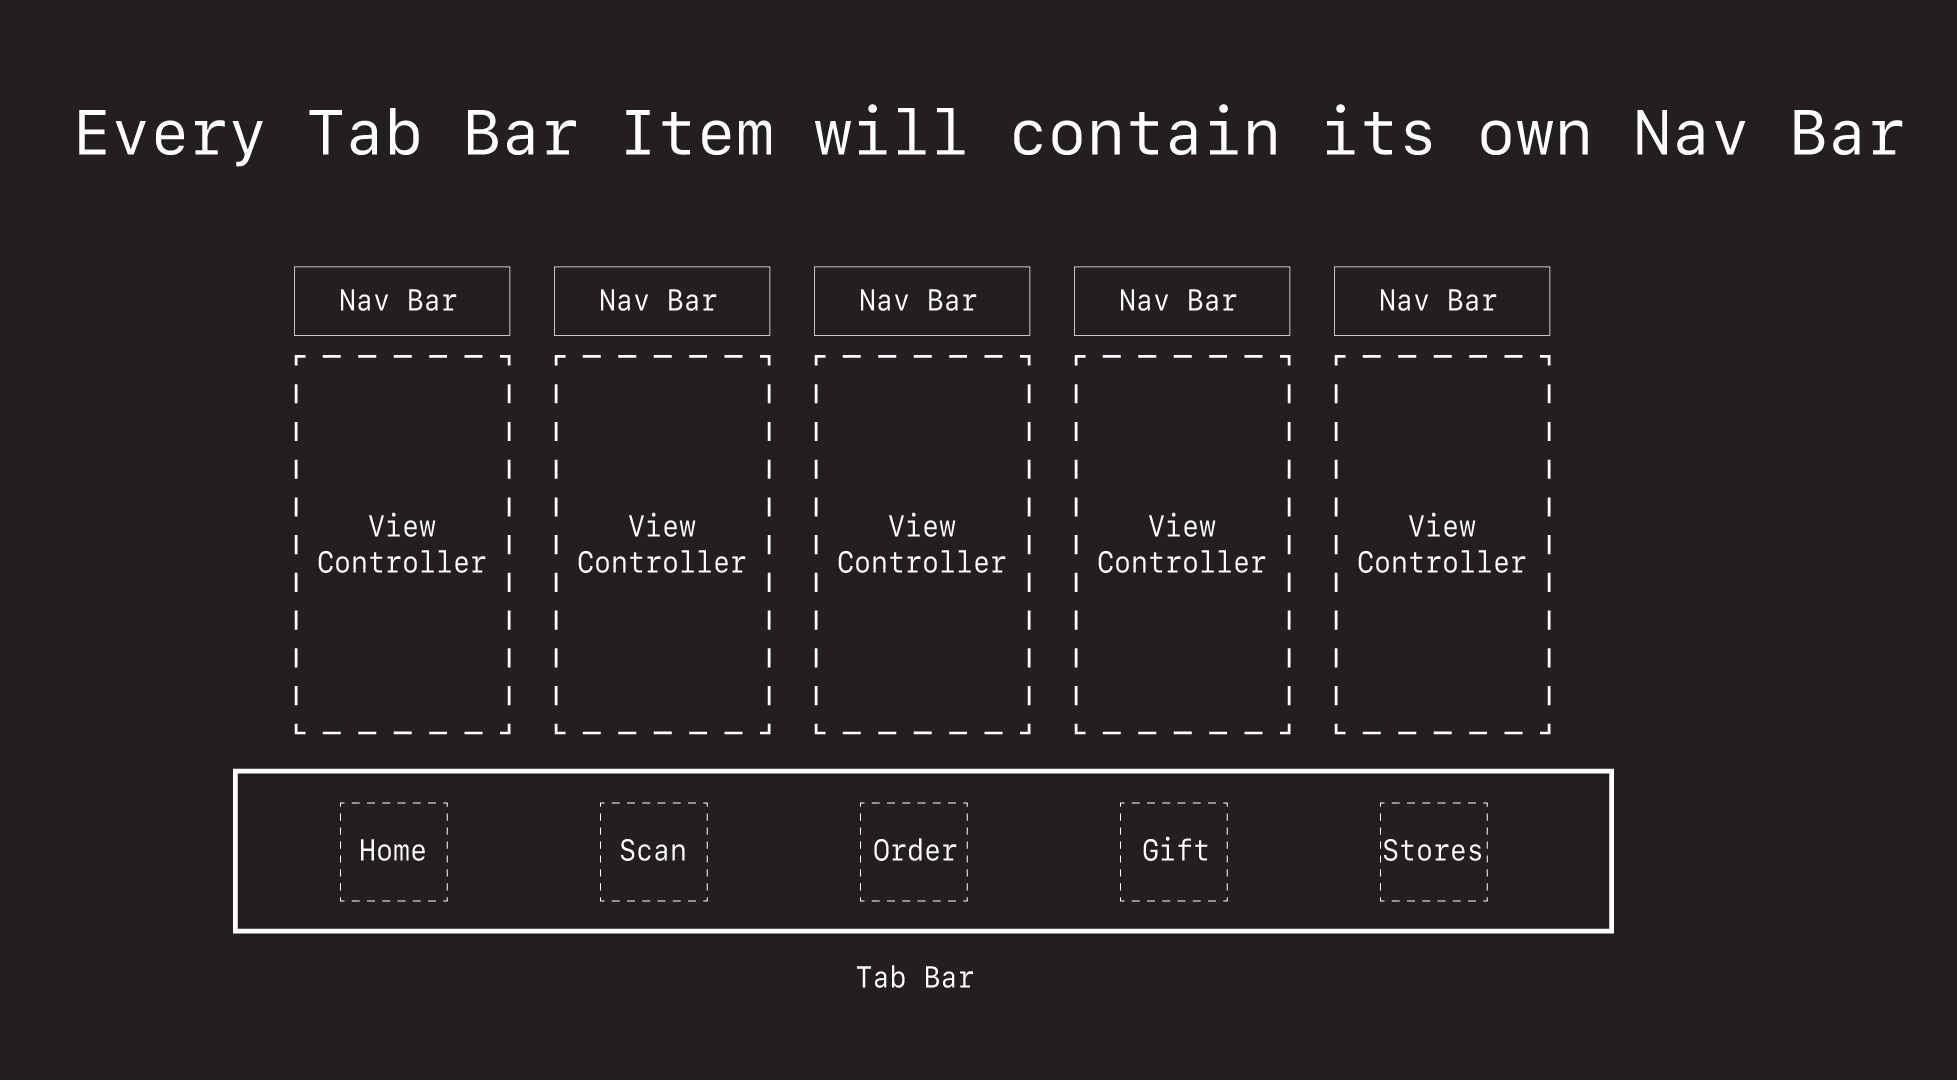 Every Tab Bar Item will contain its own Nav Bar
Nav Bar
Nav Bar
Nav Bar
Nav Bar
Nav Bar
View
Controller
View
Controller
View
Controller
View
Controller
View
Controller
Home
Scan
Order
Gift
Stores
Tab Bar